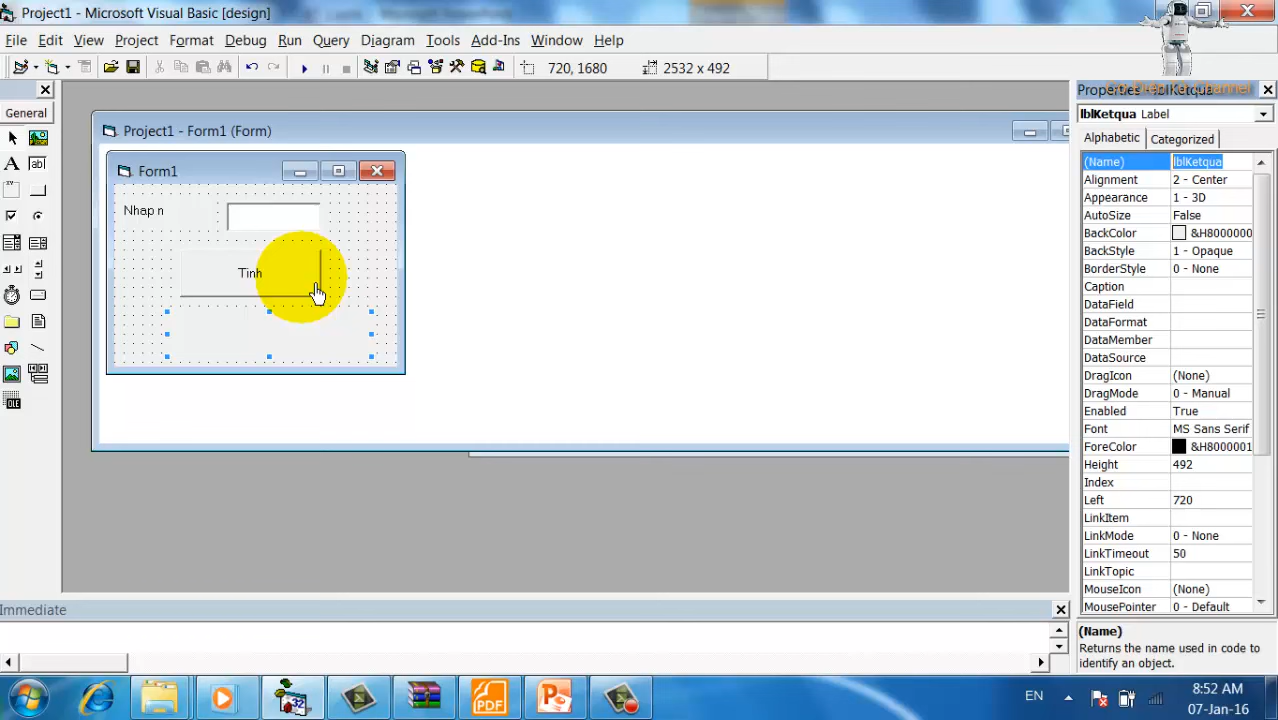 Project1 - Microsoft Visual Basic [design]
File Edit View Project Format Debug Run Query Diagram Tools Add-Ins Window Help
720, 1680 2532 x 492
General
Project1 - Form1 (Form)
Form1
Nhap n
Tinh
Properties - lblKetqua
lblKetqua Label
Alphabetic Categorized
(Name) lblKetqua
Alignment 2 - Center
Appearance 1 - 3D
AutoSize False
BackColor &H8000000
BackStyle 1 - Opaque
BorderStyle 0 - None
Caption
DataField
DataFormat
DataMember
DataSource
DragIcon (None)
DragMode 0 - Manual
Enabled True
Font MS Sans Serif
ForeColor &H8000001
Height 492
Index
Left 720
LinkItem
LinkMode 0 - None
LinkTimeout 50
LinkTopic
MouseIcon (None)
MousePointer 0 - Default
(Name)
Returns the name used in code to
identify an object.
Immediate
EN
8:52 AM
07-Jan-16